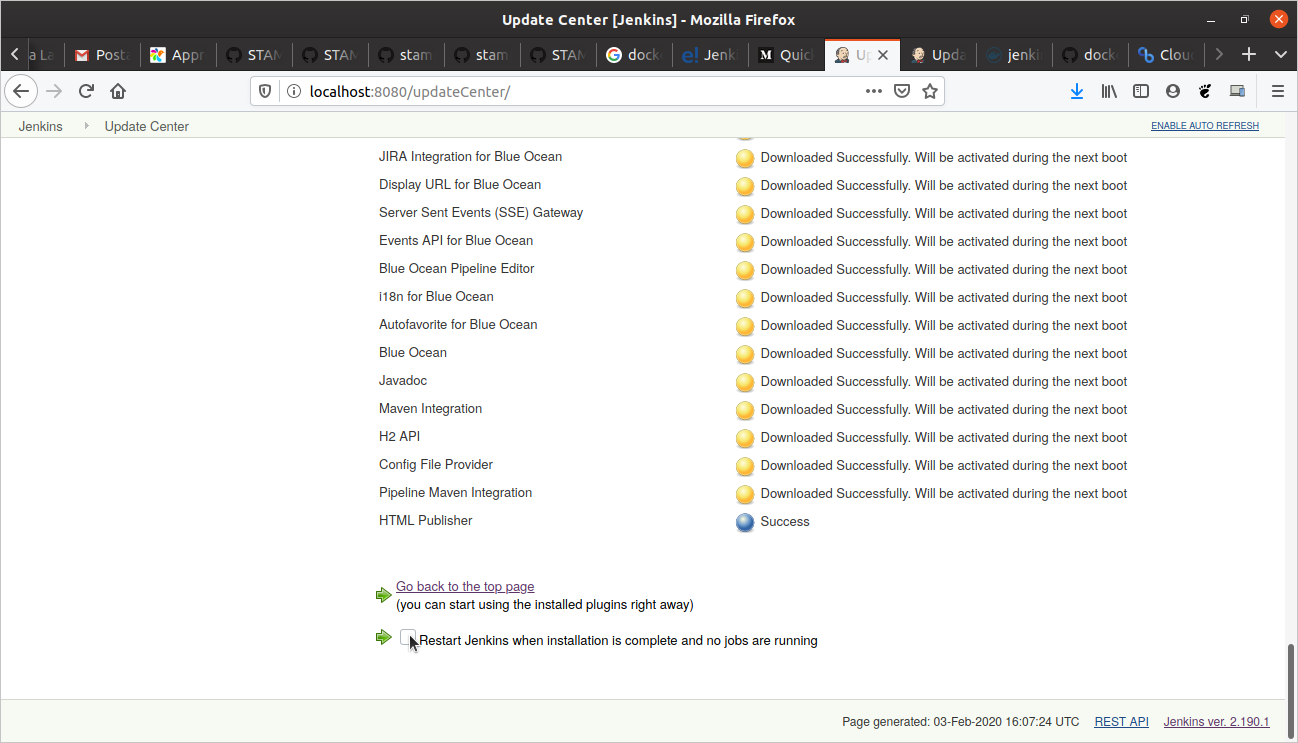 Update Center [Jenkins] - Mozilla Firefox
a La Posta Appr STAM STAM stam stam STAM docke Jenk Quic Up Upda jenki dock Clou
localhost:8080/updateCenter/
Jenkins Update Center ENABLE AUTO REFRESH
JIRA Integration for Blue Ocean Downloaded Successfully. Will be activated during the next boot
Display URL for Blue Ocean Downloaded Successfully. Will be activated during the next boot
Server Sent Events (SSE) Gateway Downloaded Successfully. Will be activated during the next boot
Events API for Blue Ocean Downloaded Successfully. Will be activated during the next boot
Blue Ocean Pipeline Editor Downloaded Successfully. Will be activated during the next boot
i18n for Blue Ocean Downloaded Successfully. Will be activated during the next boot
Autofavorite for Blue Ocean Downloaded Successfully. Will be activated during the next boot
Blue Ocean Downloaded Successfully. Will be activated during the next boot
Javadoc Downloaded Successfully. Will be activated during the next boot
Maven Integration Downloaded Successfully. Will be activated during the next boot
H2 API Downloaded Successfully. Will be activated during the next boot
Config File Provider Downloaded Successfully. Will be activated during the next boot
Pipeline Maven Integration Downloaded Successfully. Will be activated during the next boot
HTML Publisher Success
Go back to the top page
(you can start using the installed plugins right away)
Restart Jenkins when installation is complete and no jobs are running
Page generated: 03-Feb-2020 16:07:24 UTC REST API Jenkins ver. 2.190.1